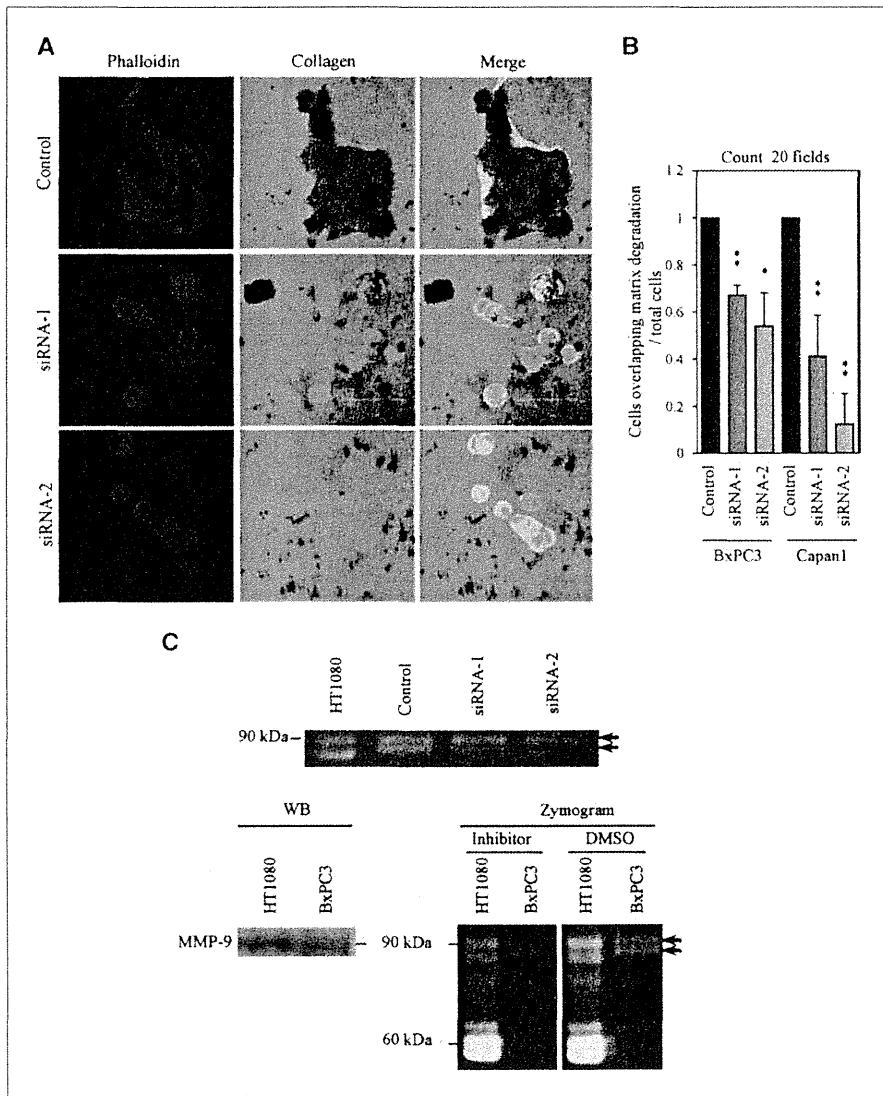 A
Phalloidin Collagen Merge
Control
siRNA-1
siRNA-2
B
Count 20 fields
Cells overlapping matrix degradation
/ total cells
1.2
1
0.8
0.6
0.4
0.2
0
Control siRNA-1 siRNA-2 Control siRNA-1 siRNA-2
BxPC3 Capan1
C
HT1080 Control siRNA-1 siRNA-2
90 kDa
WB Zymogram
Inhibitor DMSO
HT1080 BxPC3 HT1080 BxPC3 HT1080 BxPC3
MMP-9 90 kDa
60 kDa